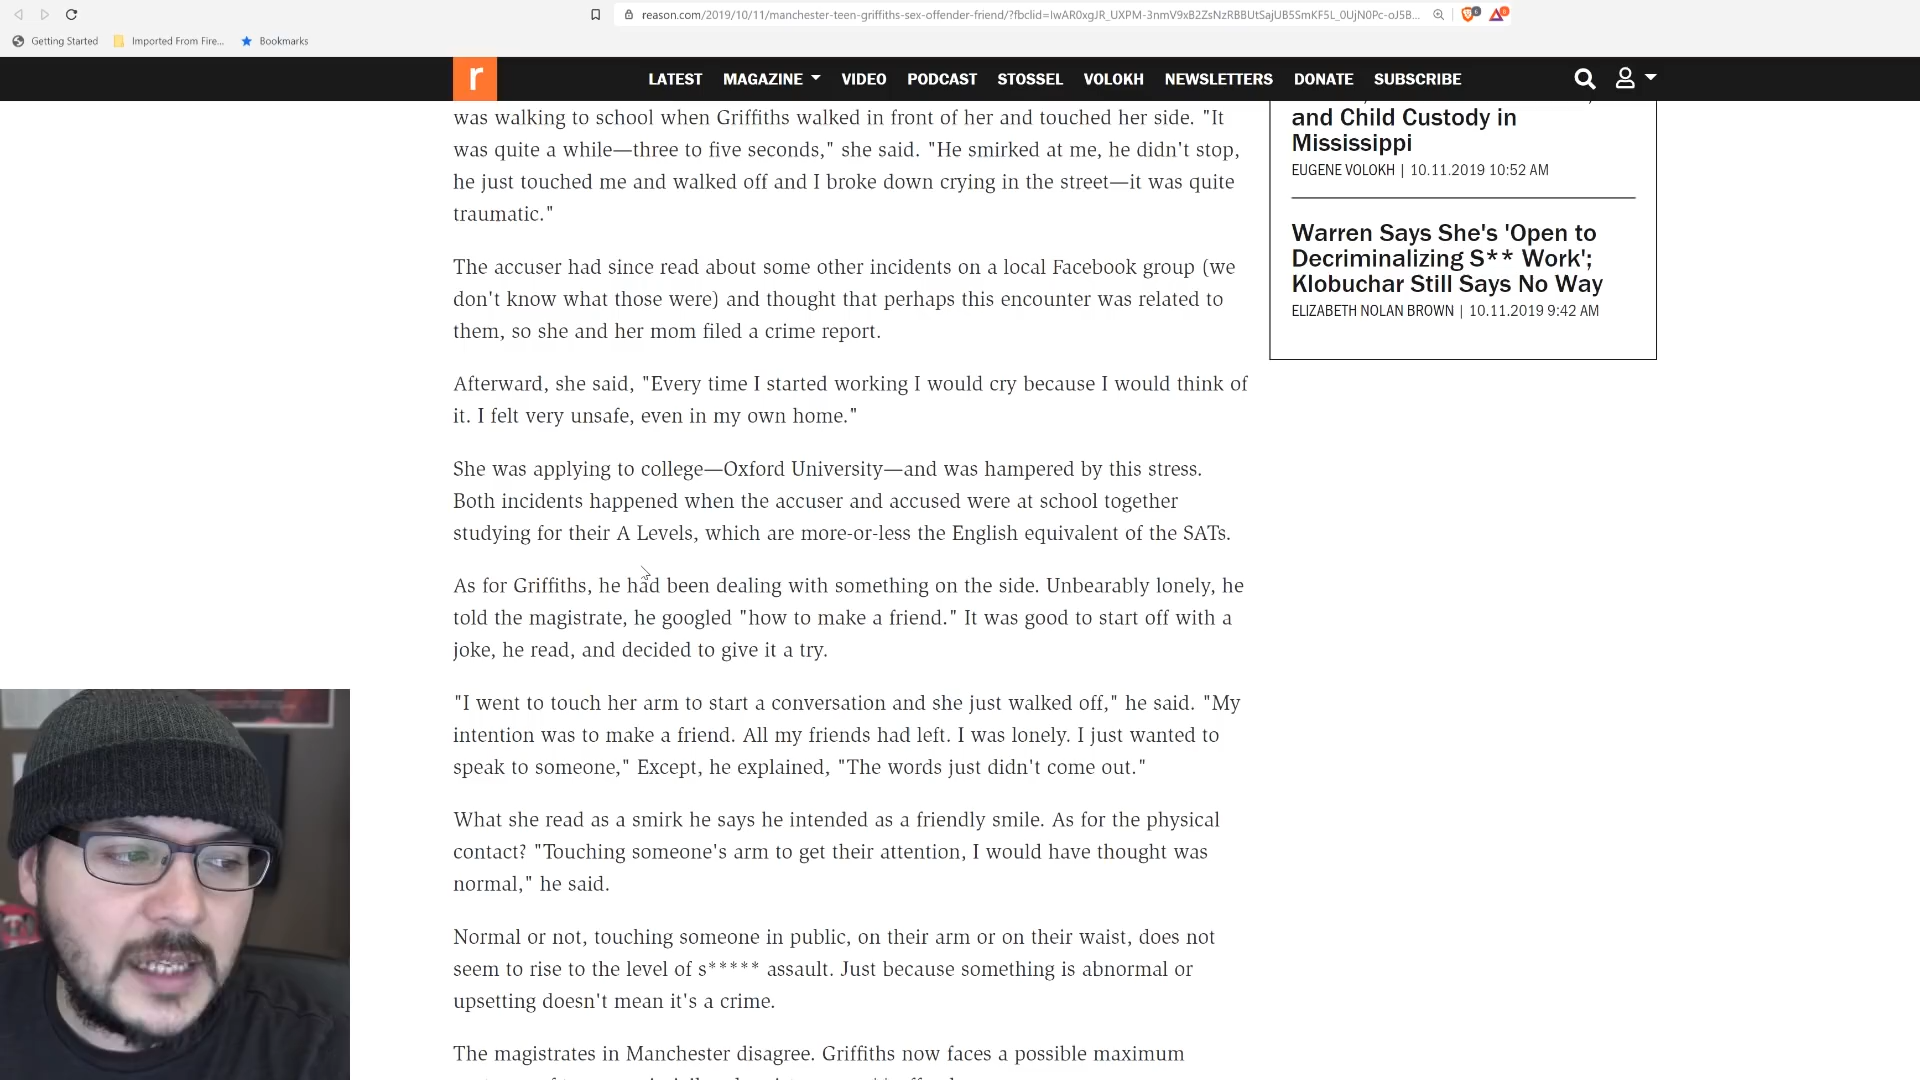 reason.com/2019/10/11/manchester-teen-griffiths-sex-offender-friend/?fbclid=IwAR0xgJR_UXPM-3nmV9xB2ZsNzRBBUtSajUB5SmKF5L_0UjN0Pc-oJ5B...
Getting Started
Imported From Fire...
Bookmarks
r
LATEST MAGAZINE VIDEO PODCAST STOSSEL VOLOKH NEWSLETTERS DONATE SUBSCRIBE
was walking to school when Griffiths walked in front of her and touched her side. "It
was quite a while—three to five seconds," she said. "He smirked at me, he didn't stop,
he just touched me and walked off and I broke down crying in the street—it was quite
traumatic."
The accuser had since read about some other incidents on a local Facebook group (we
don't know what those were) and thought that perhaps this encounter was related to
them, so she and her mom filed a crime report.
Afterward, she said, "Every time I started working I would cry because I would think of
it. I felt very unsafe, even in my own home."
She was applying to college—Oxford University—and was hampered by this stress.
Both incidents happened when the accuser and accused were at school together
studying for their A Levels, which are more-or-less the English equivalent of the SATs.
As for Griffiths, he had been dealing with something on the side. Unbearably lonely, he
told the magistrate, he googled "how to make a friend." It was good to start off with a
joke, he read, and decided to give it a try.
"I went to touch her arm to start a conversation and she just walked off," he said. "My
intention was to make a friend. All my friends had left. I was lonely. I just wanted to
speak to someone," Except, he explained, "The words just didn't come out."
What she read as a smirk he says he intended as a friendly smile. As for the physical
contact? "Touching someone's arm to get their attention, I would have thought was
normal," he said.
Normal or not, touching someone in public, on their arm or on their waist, does not
seem to rise to the level of s***** assault. Just because something is abnormal or
upsetting doesn't mean it's a crime.
The magistrates in Manchester disagree. Griffiths now faces a possible maximum
and Child Custody in
Mississippi
EUGENE VOLOKH | 10.11.2019 10:52 AM
Warren Says She's 'Open to
Decriminalizing S** Work';
Klobuchar Still Says No Way
ELIZABETH NOLAN BROWN | 10.11.2019 9:42 AM